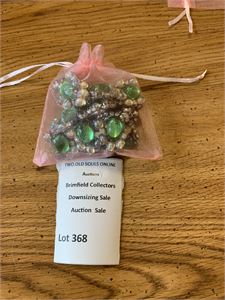 TWO OLD SOULS ONLINE
Auctions
Brimfield Collectors
Downsizing Sale
Auction Sale
Lot 368